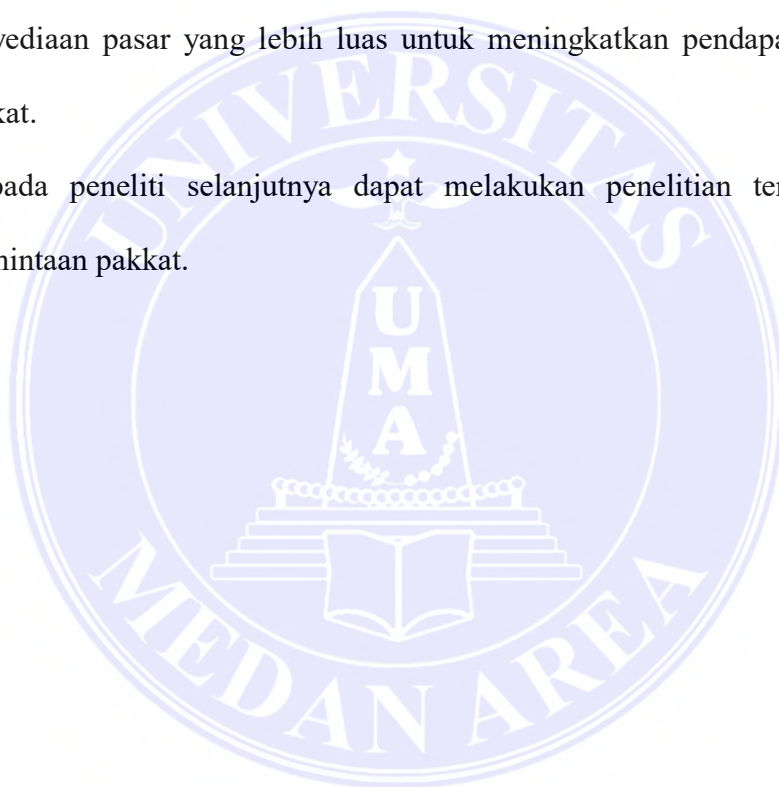 yediaan pasar yang lebih luas untuk meningkatkan pendapa
kat.
pada peneliti selanjutnya dapat melakukan penelitian ter
mintaan pakkat.
UNIVERSITAS
U
M
A
MEDAN AREA